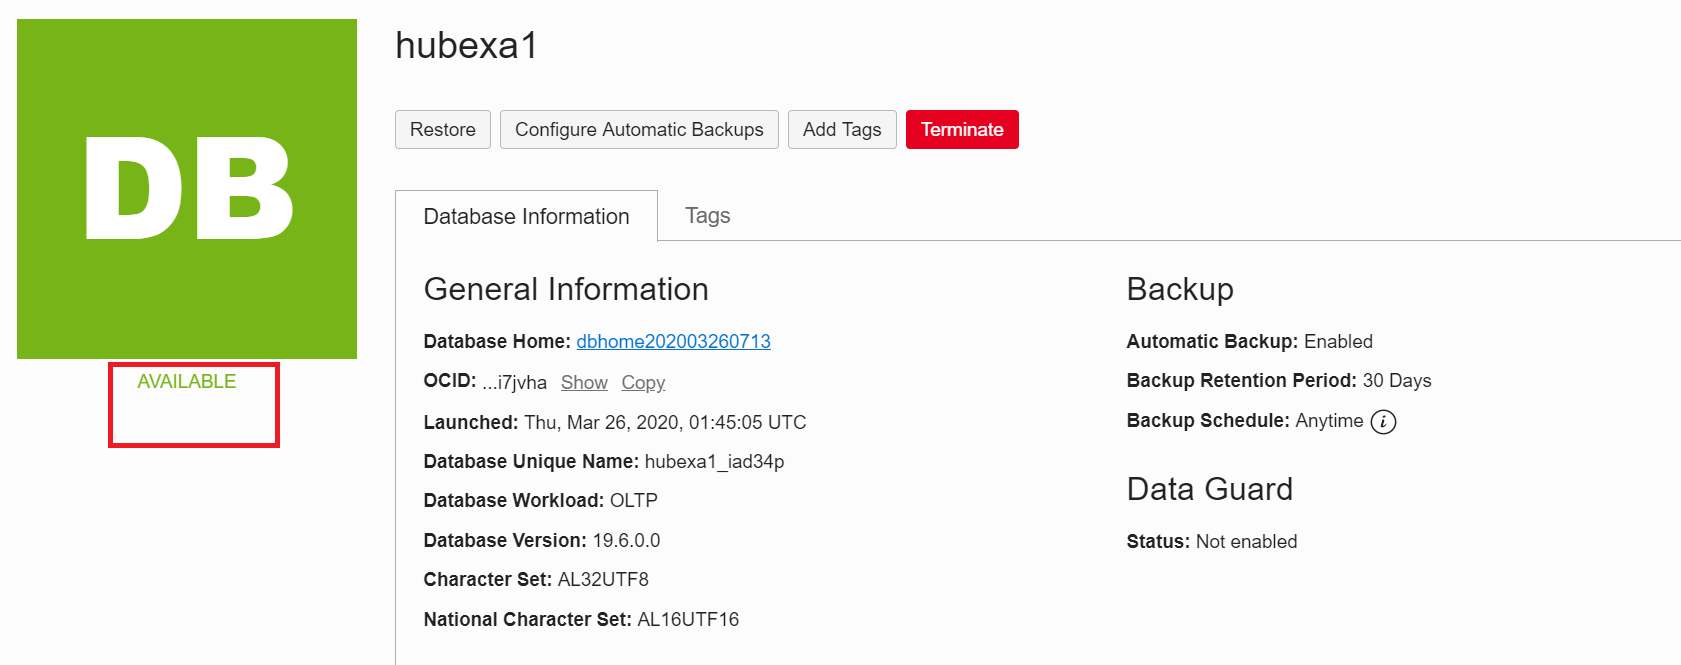 DB
AVAILABLE
hubexa1
Restore
Configure Automatic Backups
Add Tags
Terminate
Database Information
Tags
General Information
Database Home: dbhome202003260713
OCID: ...i7jvha Show Copy
Launched: Thu, Mar 26, 2020, 01:45:05 UTC
Database Unique Name: hubexa1_iad34p
Database Workload: OLTP
Database Version: 19.6.0.0
Character Set: AL32UTF8
National Character Set: AL16UTF16
Backup
Automatic Backup: Enabled
Backup Retention Period: 30 Days
Backup Schedule: Anytime i
Data Guard
Status: Not enabled